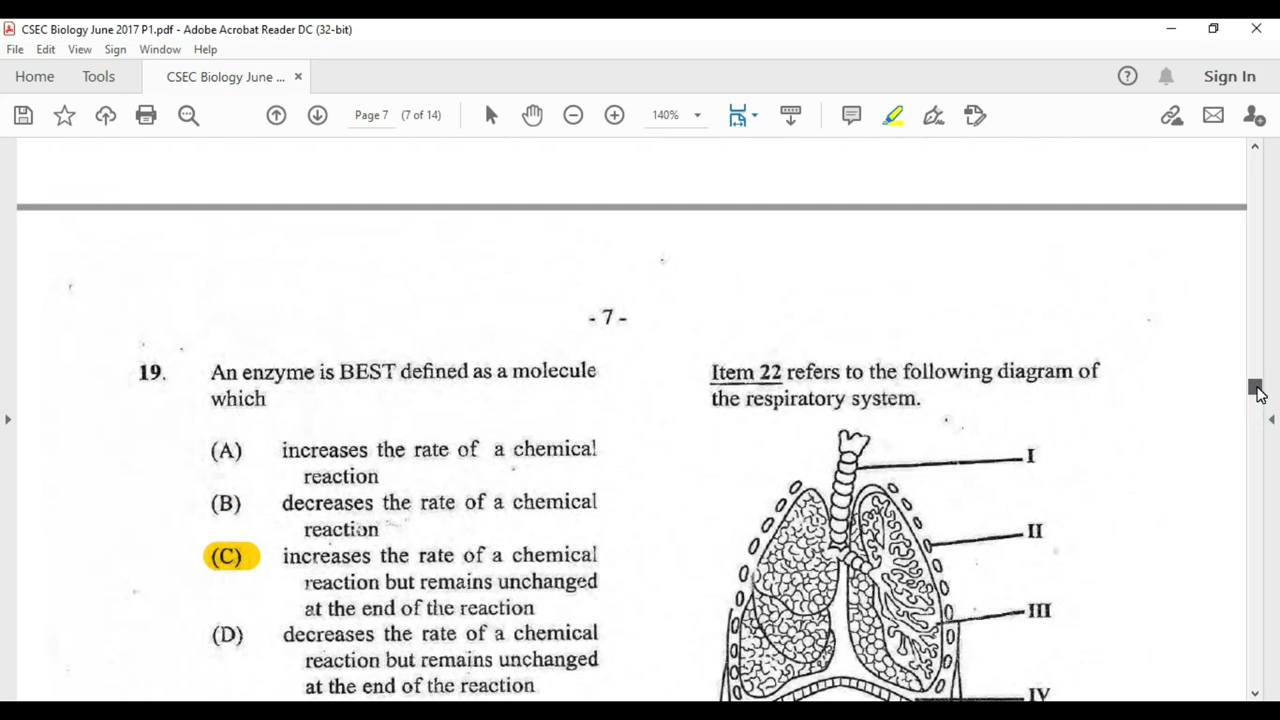 CSEC Biology June 2017 P1.pdf - Adobe Acrobat Reader DC (32-bit)
File Edit View Sign Window Help
Home Tools CSEC Biology June ... ×
Sign In
Page 7 (7 of 14) 140%
- 7 -
19. An enzyme is BEST defined as a molecule
which
(A) increases the rate of a chemical
reaction
(B) decreases the rate of a chemical
reaction
(C) increases the rate of a chemical
reaction but remains unchanged
at the end of the reaction
(D) decreases the rate of a chemical
reaction but remains unchanged
at the end of the reaction
Item 22 refers to the following diagram of
the respiratory system.
I
II
III
IV